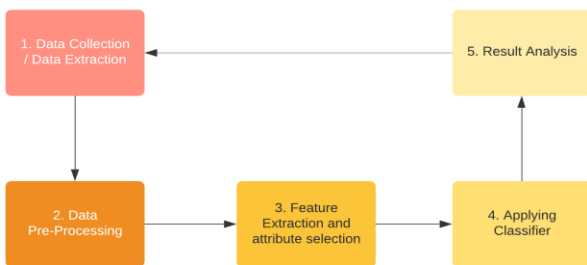 1. Data Collection
/ Data Extraction
5. Result Analysis
2. Data
Pre-Processing
3. Feature
Extraction and
attribute selection
4. Applying
Classifier